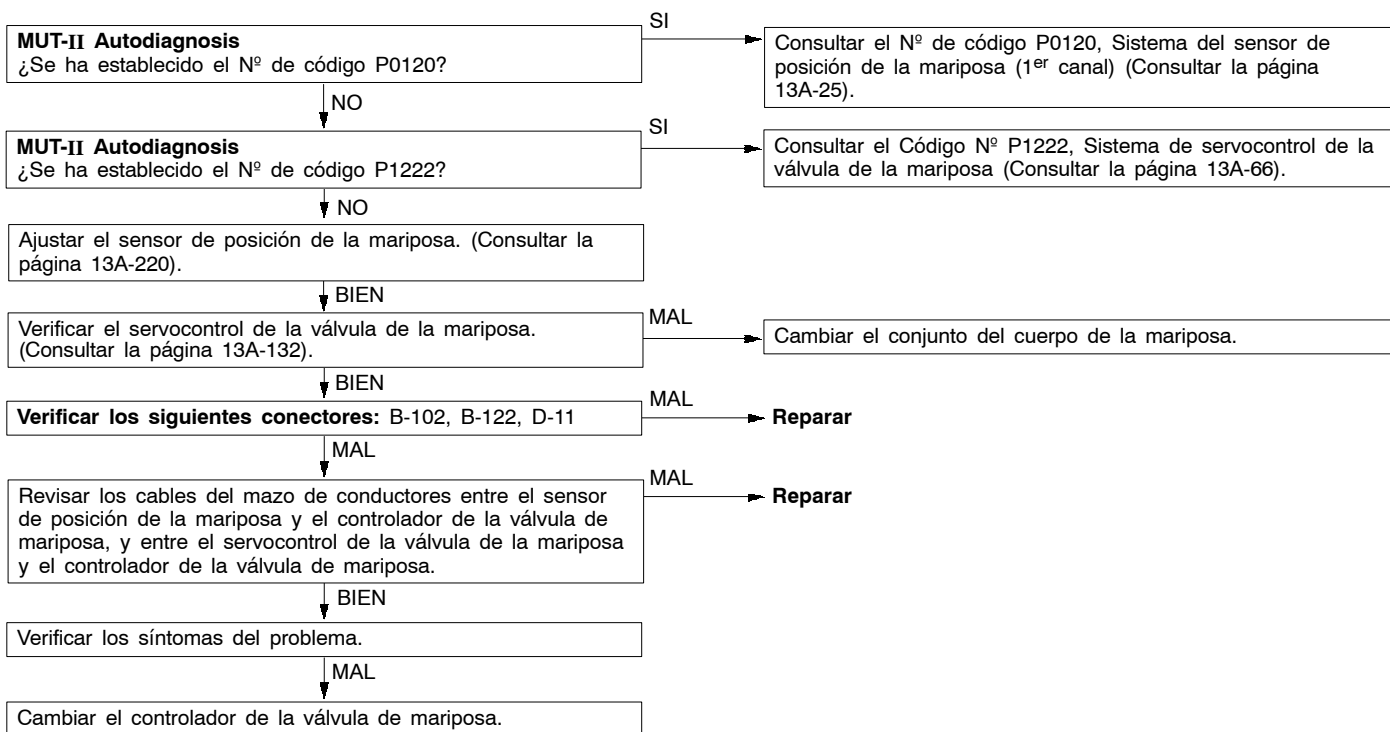 MUT-II Autodiagnosis
¿Se ha establecido el Nº de código P0120?
SI
Consultar el Nº de código P0120, Sistema del sensor de
posición de la mariposa (1er canal) (Consultar la página
13A-25).
NO
MUT-II Autodiagnosis
¿Se ha establecido el Nº de código P1222?
SI
Consultar el Código Nº P1222, Sistema de servocontrol de la
válvula de la mariposa (Consultar la página 13A-66).
NO
Ajustar el sensor de posición de la mariposa. (Consultar la
página 13A-220).
BIEN
Verificar el servocontrol de la válvula de la mariposa.
(Consultar la página 13A-132).
MAL
Cambiar el conjunto del cuerpo de la mariposa.
BIEN
Verificar los siguientes conectores: B-102, B-122, D-11
MAL
Reparar
MAL
Revisar los cables del mazo de conductores entre el sensor
de posición de la mariposa y el controlador de la válvula de
mariposa, y entre el servocontrol de la válvula de la mariposa
y el controlador de la válvula de mariposa.
MAL
Reparar
BIEN
Verificar los síntomas del problema.
MAL
Cambiar el controlador de la válvula de mariposa.